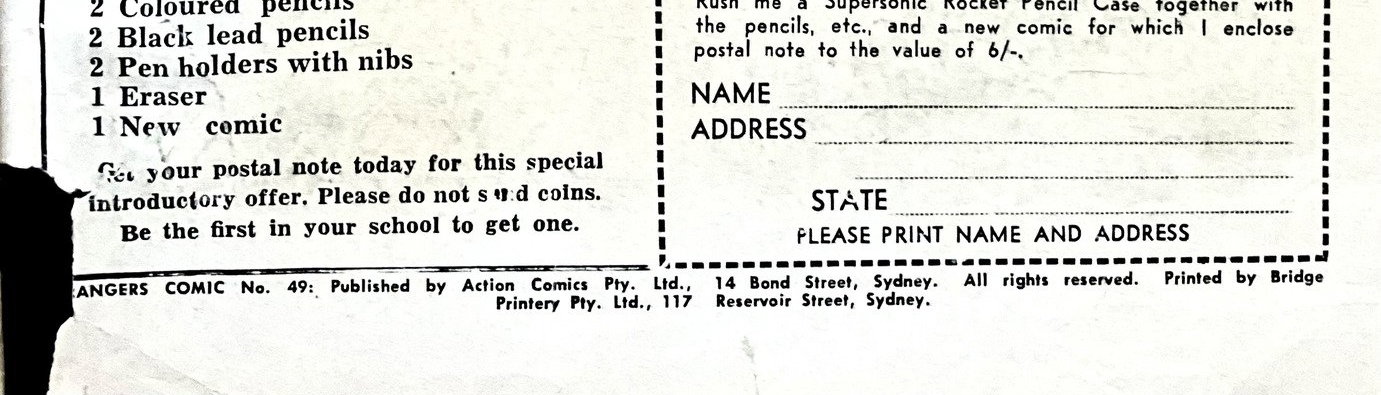 2 Coloured pencils
2 Black lead pencils
2 Pen holders with nibs
1 Eraser
1 New comic
your postal note today for this special
introductory offer. Please do not coins.
Be the first in your school to get one.
Rush me a Supersonic Rocket Pencil Case together with
the pencils, etc., and a new comic for which I enclose
postal note to the value of 6/-.
NAME
ADDRESS
STATE
PLEASE PRINT NAME AND ADDRESS
ANGERS COMIC No. 49: Published by Action Comics Pty. Ltd., 14 Bond Street, Sydney. All rights reserved. Printed by Bridge
Printery Pty. Ltd., 117 Reservoir Street, Sydney.